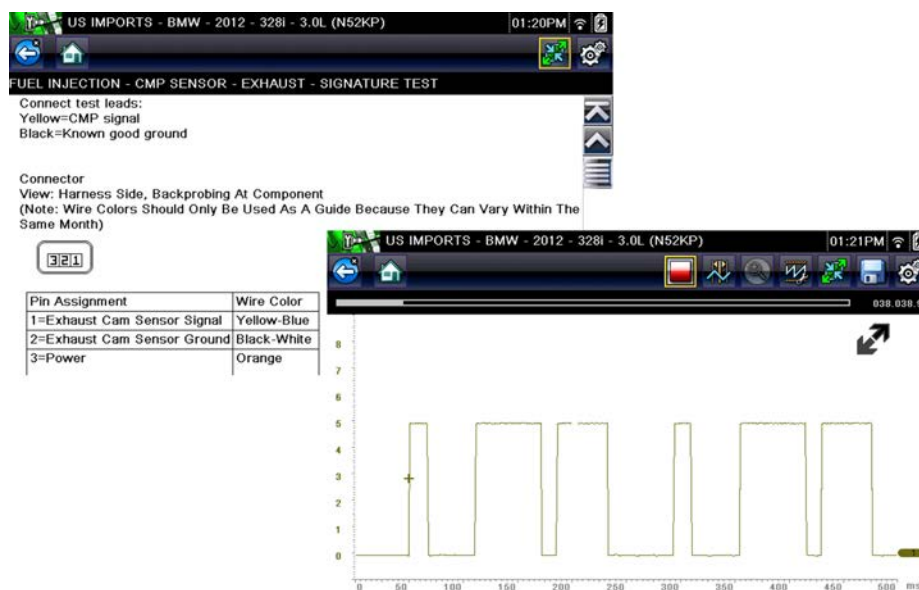 US IMPORTS - BMW - 2012 - 328i - 3.0L (N52KP) 01:20PM
FUEL INJECTION - CMP SENSOR - EXHAUST - SIGNATURE TEST
Connect test leads:
Yellow=CMP signal
Black=Known good ground
Connector
View: Harness Side, Backprobing At Component
(Note: Wire Colors Should Only Be Used As A Guide Because They Can Vary Within The
Same Month)
3 2 1
Pin Assignment Wire Color
1=Exhaust Cam Sensor Signal Yellow-Blue
2=Exhaust Cam Sensor Ground Black-White
3=Power Orange
US IMPORTS - BMW - 2012 - 328i - 3.0L (N52KP) 01:21PM
8
7
6
5
4
3
2
1
0
0 50 100 150 200 250 300 350 400 450 500 ms